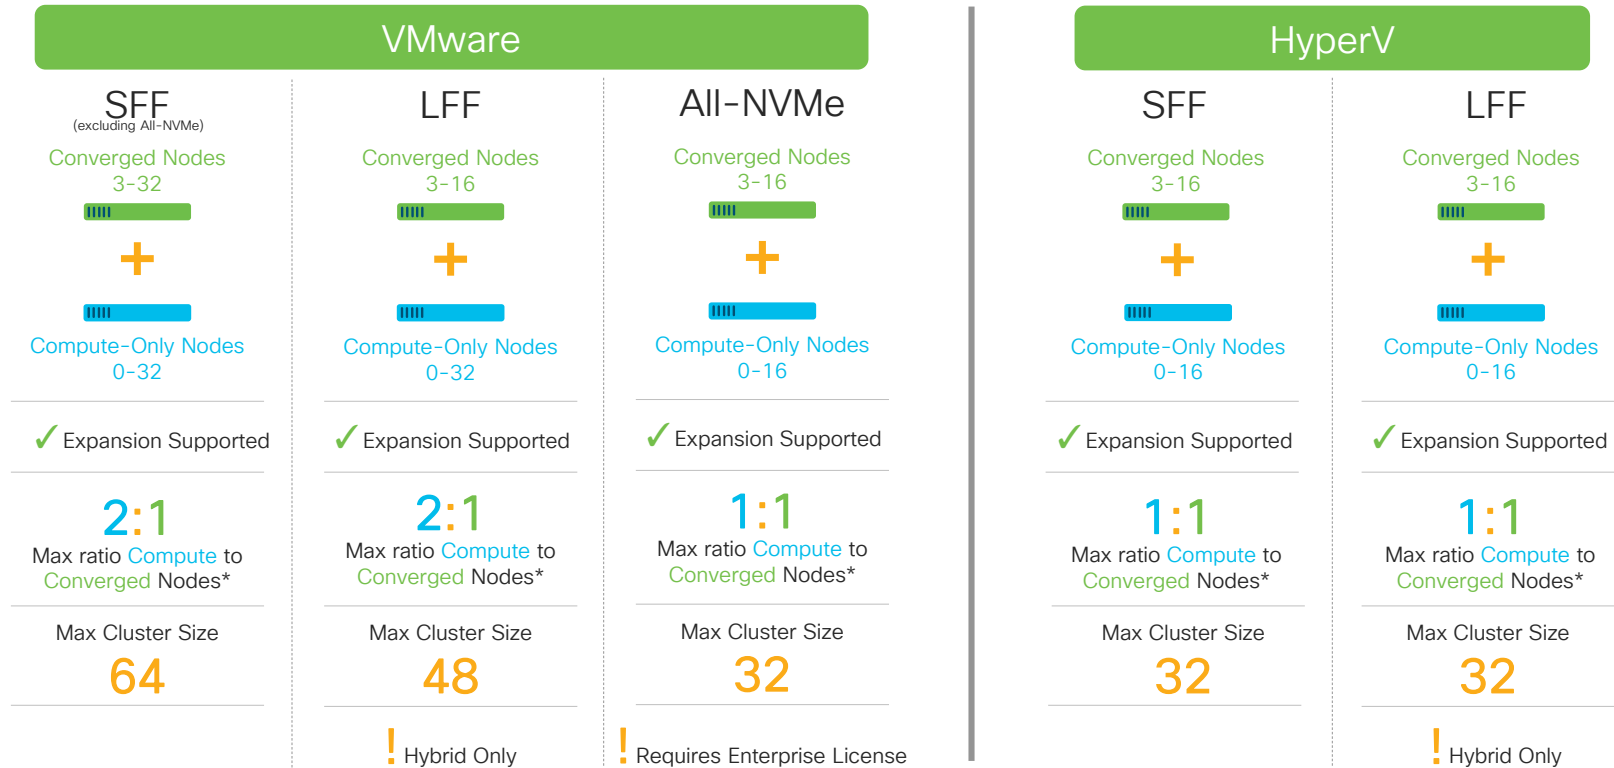 VMware
SFF
(excluding All-NVMe)
Converged Nodes
3-32
+
Compute-Only Nodes
0-32
✓ Expansion Supported
2:1
Max ratio Compute to
Converged Nodes*
Max Cluster Size
64
LFF
Converged Nodes
3-16
+
Compute-Only Nodes
0-32
✓ Expansion Supported
2:1
Max ratio Compute to
Converged Nodes*
Max Cluster Size
48
! Hybrid Only
All-NVMe
Converged Nodes
3-16
+
Compute-Only Nodes
0-16
✓ Expansion Supported
1:1
Max ratio Compute to
Converged Nodes*
Max Cluster Size
32
! Requires Enterprise License
HyperV
SFF
Converged Nodes
3-16
+
Compute-Only Nodes
0-16
✓ Expansion Supported
1:1
Max ratio Compute to
Converged Nodes*
Max Cluster Size
32
LFF
Converged Nodes
3-16
+
Compute-Only Nodes
0-16
✓ Expansion Supported
1:1
Max ratio Compute to
Converged Nodes*
Max Cluster Size
32
! Hybrid Only